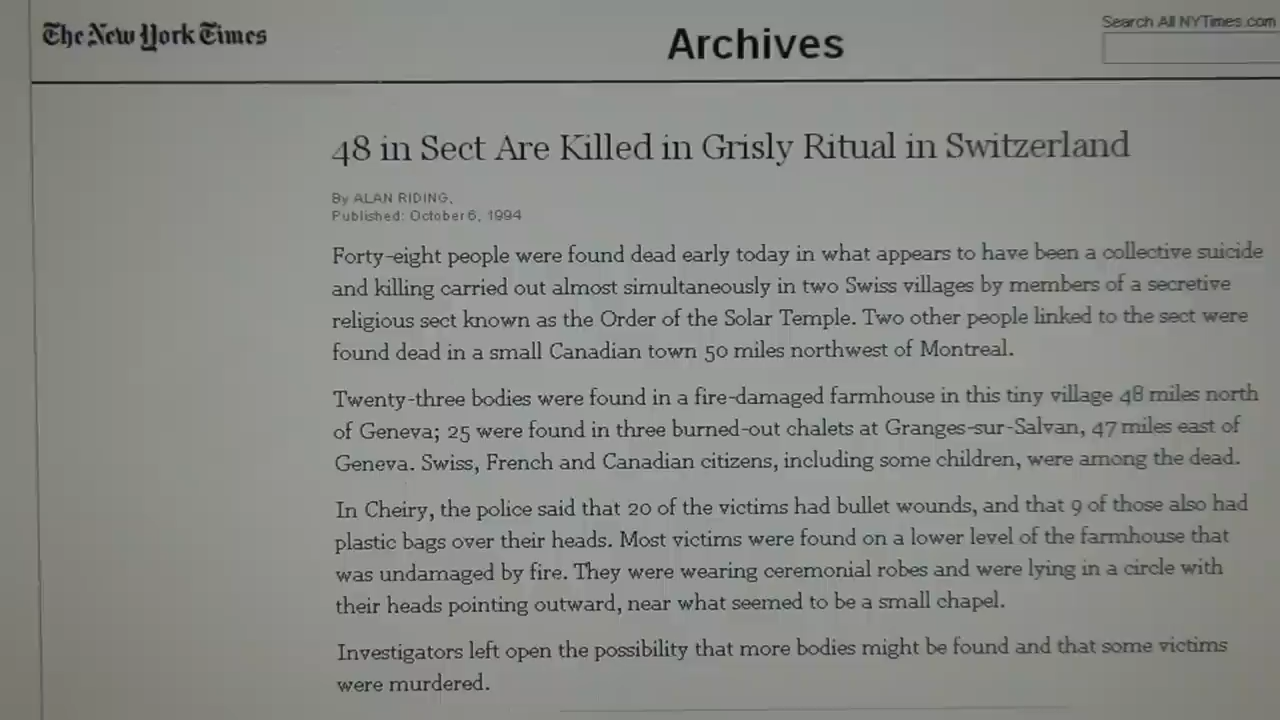 The New York Times
Archives
Search All NYTimes.com
48 in Sect Are Killed in Grisly Ritual in Switzerland
By ALAN RIDING,
Published: October 6, 1994
Forty-eight people were found dead early today in what appears to have been a collective suicide
and killing carried out almost simultaneously in two Swiss villages by members of a secretive
religious sect known as the Order of the Solar Temple. Two other people linked to the sect were
found dead in a small Canadian town 50 miles northwest of Montreal.
Twenty-three bodies were found in a fire-damaged farmhouse in this tiny village 48 miles north
of Geneva; 25 were found in three burned-out chalets at Granges-sur-Salvan, 47 miles east of
Geneva. Swiss, French and Canadian citizens, including some children, were among the dead.
In Cheiry, the police said that 20 of the victims had bullet wounds, and that 9 of those also had
plastic bags over their heads. Most victims were found on a lower level of the farmhouse that
was undamaged by fire. They were wearing ceremonial robes and were lying in a circle with
their heads pointing outward, near what seemed to be a small chapel.
Investigators left open the possibility that more bodies might be found and that some victims
were murdered.